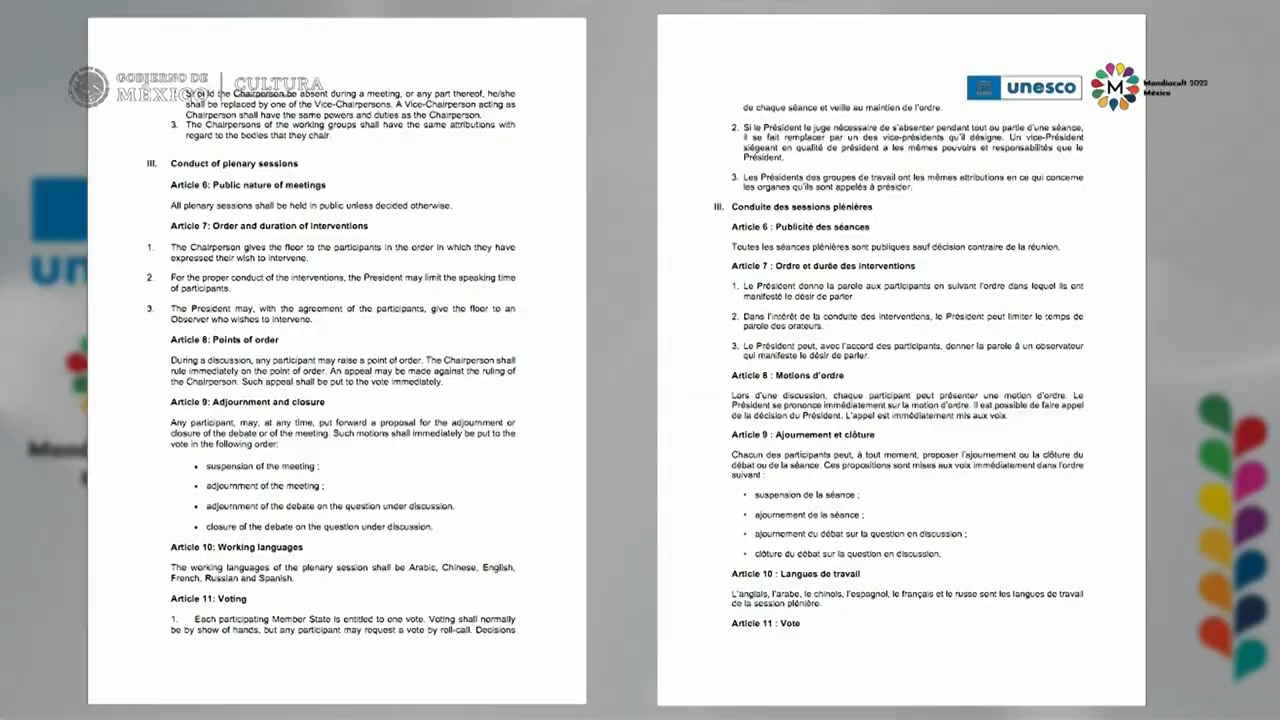 GOBIERNO DE
MÉXICO
CULTURA
Should the Chairperson be absent during a meeting, or any part thereof, he/she
shall be replaced by one of the Vice-Chairpersons. A Vice-Chairperson acting as
Chairperson shall have the same powers and duties as the Chairperson.
3. The Chairpersons of the working groups shall have the same attributions with
regard to the bodies that they chair.
III. Conduct of plenary sessions
Article 6: Public nature of meetings
All plenary sessions shall be held in public unless decided otherwise.
Article 7: Order and duration of interventions
1. The Chairperson gives the floor to the participants in the order in which they have
expressed their wish to intervene.
2. For the proper conduct of the interventions, the President may limit the speaking time
of participants.
3. The President may, with the agreement of the participants, give the floor to an
Observer who wishes to intervene.
Article 8: Points of order
During a discussion, any participant may raise a point of order. The Chairperson shall
rule immediately on the point of order. An appeal may be made against the ruling of
the Chairperson. Such appeal shall be put to the vote immediately.
Article 9: Adjournment and closure
Any participant, may, at any time, put forward a proposal for the adjournment or
closure of the debate or of the meeting. Such motions shall immediately be put to the
vote in the following order:
• suspension of the meeting ;
• adjournment of the meeting ;
• adjournment of the debate on the question under discussion.
• closure of the debate on the question under discussion.
Article 10: Working languages
The working languages of the plenary session shall be Arabic, Chinese, English,
French, Russian and Spanish.
Article 11: Voting
1. Each participating Member State is entitled to one vote. Voting shall normally
be by show of hands, but any participant may request a vote by roll-call. Decisions
unesco
M
Mondiacult 2022
México
de chaque séance et veille au maintien de l'ordre.
2. Si le Président le juge nécessaire de s'absenter pendant tout ou partie d'une séance,
il se fait remplacer par un des vice-présidents qu'il désigne. Un vice-Président
siégeant en qualité de président a les mêmes pouvoirs et responsabilités que le
Président.
3. Les Présidents des groupes de travail ont les mêmes attributions en ce qui concerne
les organes qu'ils sont appelés à présider.
III. Conduite des sessions plénières
Article 6 : Publicité des séances
Toutes les séances plénières sont publiques sauf décision contraire de la réunion.
Article 7 : Ordre et durée des interventions
1. Le Président donne la parole aux participants en suivant l'ordre dans lequel ils ont
manifesté le désir de parler
2. Dans l'intérêt de la conduite des interventions, le Président peut limiter le temps de
parole des orateurs.
3. Le Président peut, avec l'accord des participants, donner la parole à un observateur
qui manifeste le désir de parler.
Article 8 : Motions d'ordre
Lors d'une discussion, chaque participant peut présenter une motion d'ordre. Le
Président se prononce immédiatement sur la motion d'ordre. Il est possible de faire appel
de la décision du Président. L'appel est immédiatement mis aux voix.
Article 9 : Ajournement et clôture
Chacun des participants peut, à tout moment, proposer l'ajournement ou la clôture du
débat ou de la séance. Ces propositions sont mises aux voix immédiatement dans l'ordre
suivant :
• suspension de la séance ;
• ajournement de la séance ;
• ajournement du débat sur la question en discussion ;
• clôture du débat sur la question en discussion.
Article 10 : Langues de travail
L'anglais, l'arabe, le chinois, l'espagnol, le français et le russe sont les langues de travail
de la session plénière.
Article 11 : Vote